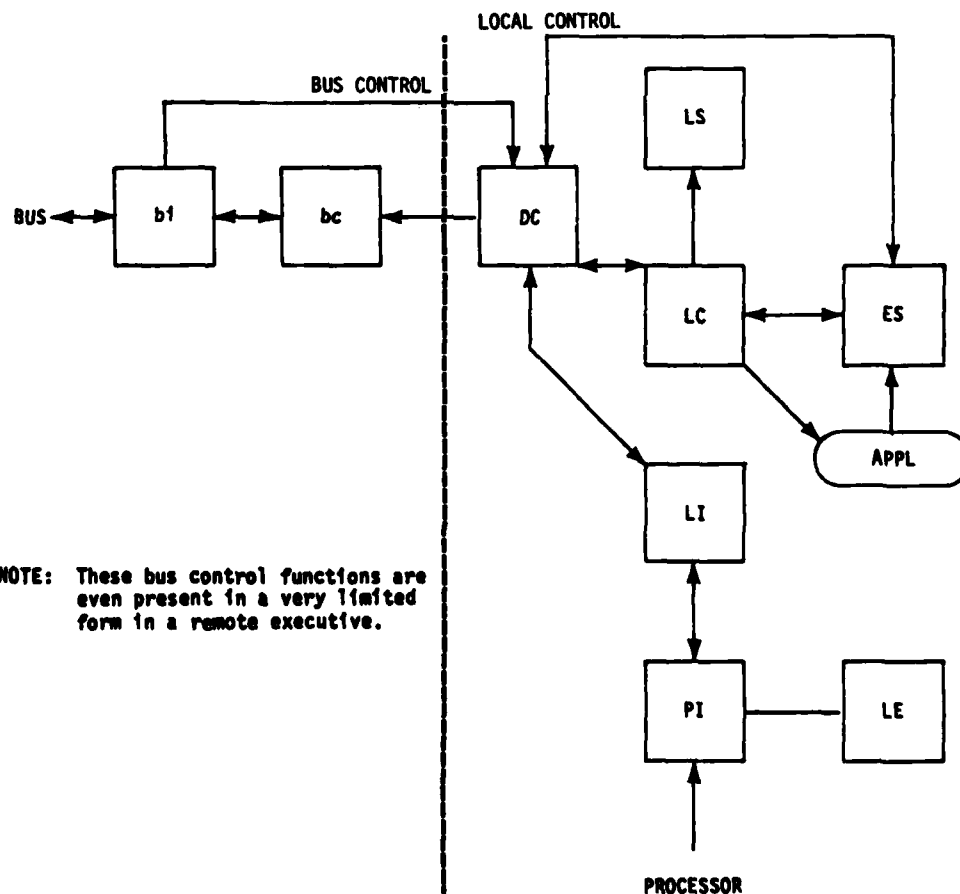 LOCAL CONTROL
BUS CONTROL
LS
BUS
bi
bc
DC
LC
ES
APPL
LI
NOTE: These bus control functions are
even present in a very limited
form in a remote executive.
PI
LE
PROCESSOR